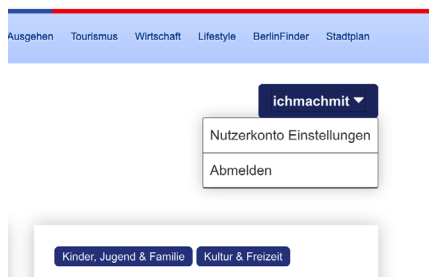 Ausgehen Tourismus Wirtschaft Lifestyle BerlinFinder Stadtplan
ichmachmit
Nutzerkonto Einstellungen
Abmelden
Kinder, Jugend & Familie Kultur & Freizeit